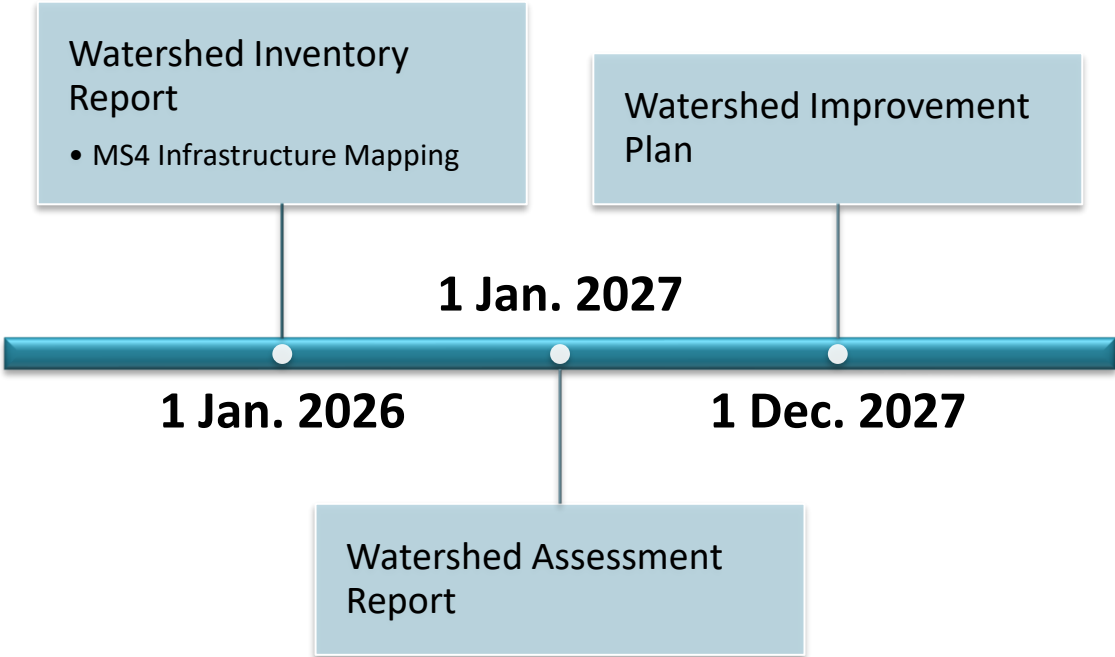 Watershed Inventory
Report
• MS4 Infrastructure Mapping
Watershed Improvement
Plan
1 Jan. 2027
1 Jan. 2026
1 Dec. 2027
Watershed Assessment
Report